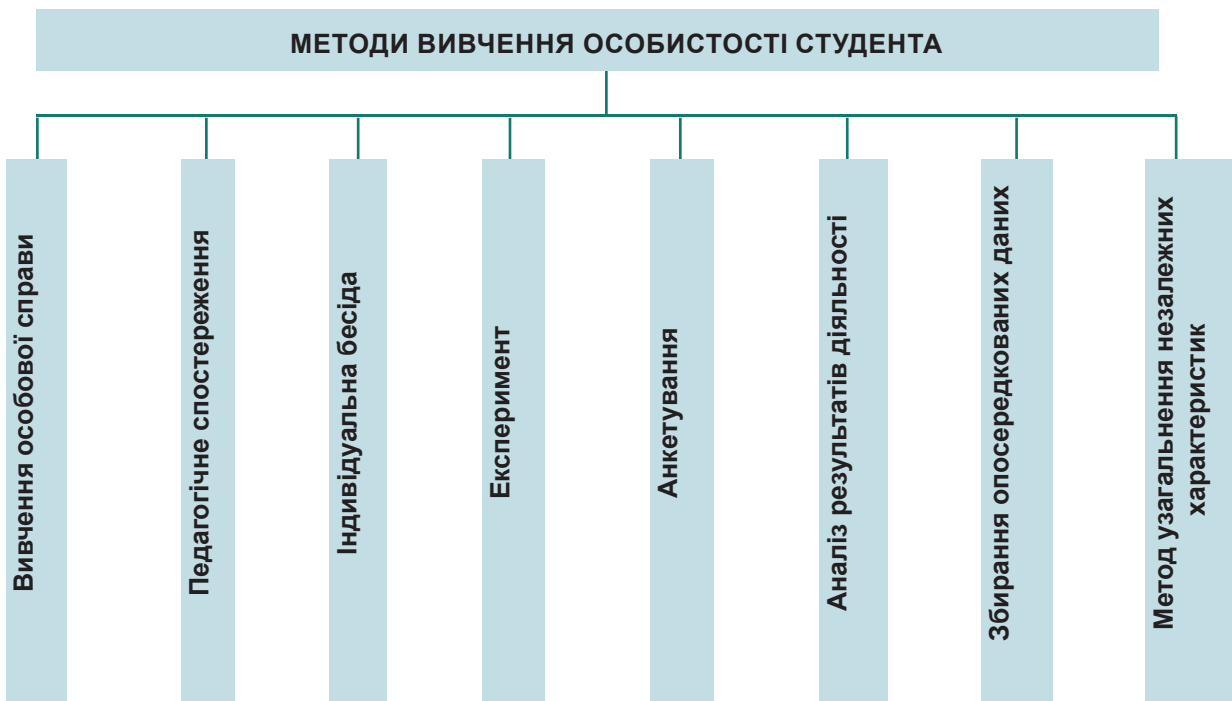 МЕТОДИ ВИВЧЕННЯ ОСОБИСТОСТІ СТУДЕНТА
Вивчення особової справи
Педагогічне спостереження
Індивідуальна бесіда
Експеримент
Анкетування
Аналіз результатів діяльності
Збирання опосередкованих даних
Метод узагальнення незалежних
характеристик